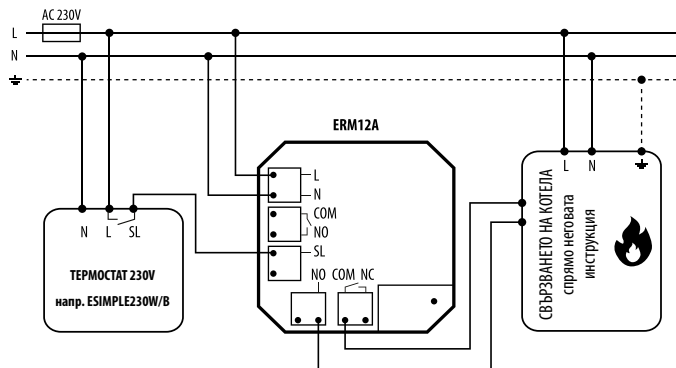 AC 230V
L
N
ERM12A
L
N
COM
NO
SL
NO COM NC
N L SL
ТЕРМОСТАТ 230V
напр. ESIMPLE230W/B
L N
СВЪРЗВАНЕТО НА КОТЕЛА
спрямо неговата
инструкция